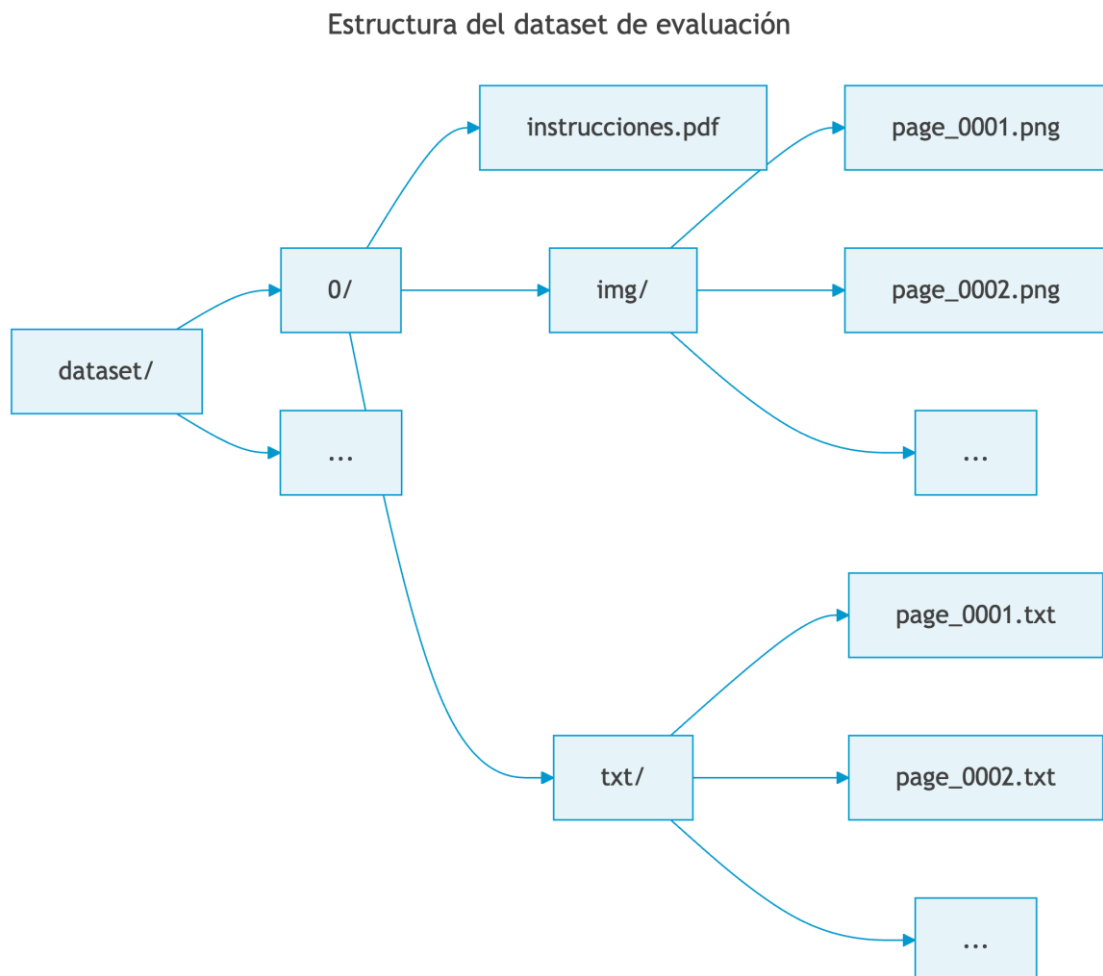 Estructura del dataset de evaluación
instrucciones.pdf
page_0001.png
0/
img/
page_0002.png
dataset/
...
...
page_0001.txt
txt/
page_0002.txt
...